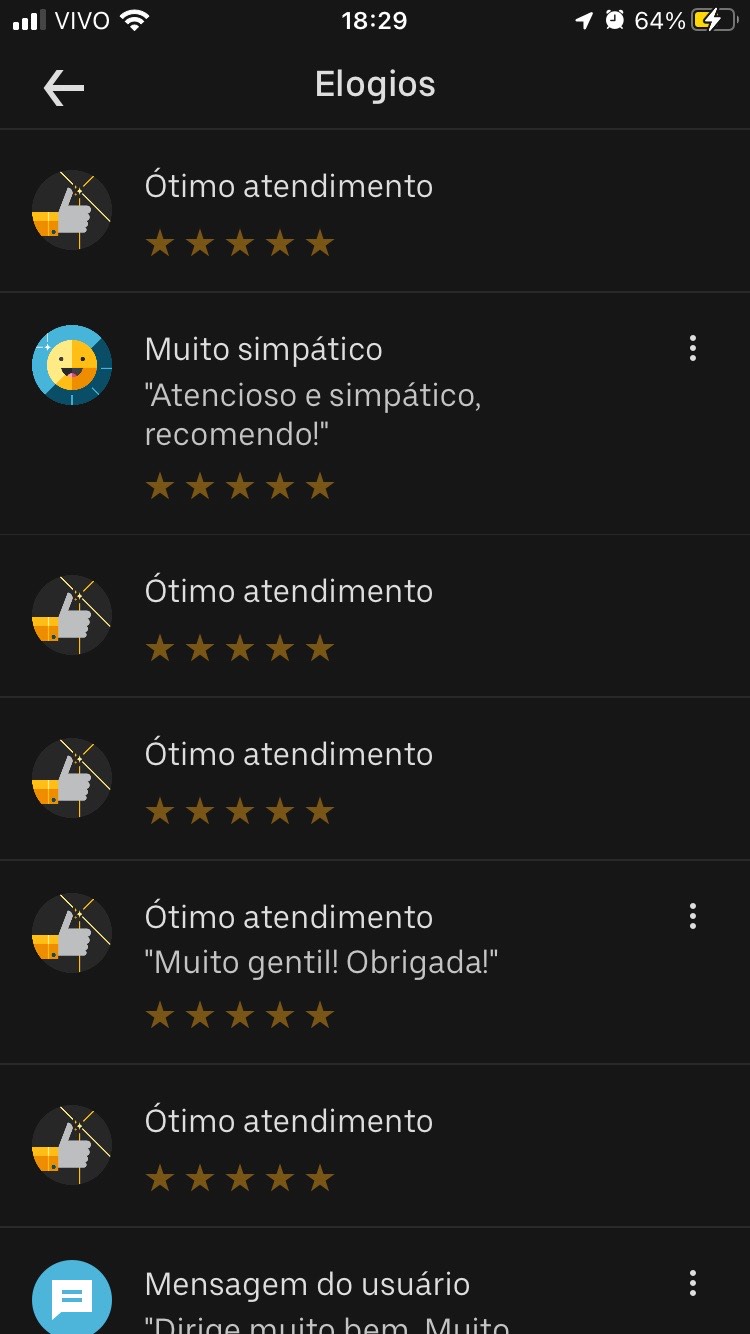 VIVO 18:29 64%
Elogios
Ótimo atendimento
Muito simpático
"Atencioso e simpático,
recomendo!"
Ótimo atendimento
Ótimo atendimento
Ótimo atendimento
"Muito gentil! Obrigada!"
Ótimo atendimento
Mensagem do usuário
"Dirige muito bem. Muito